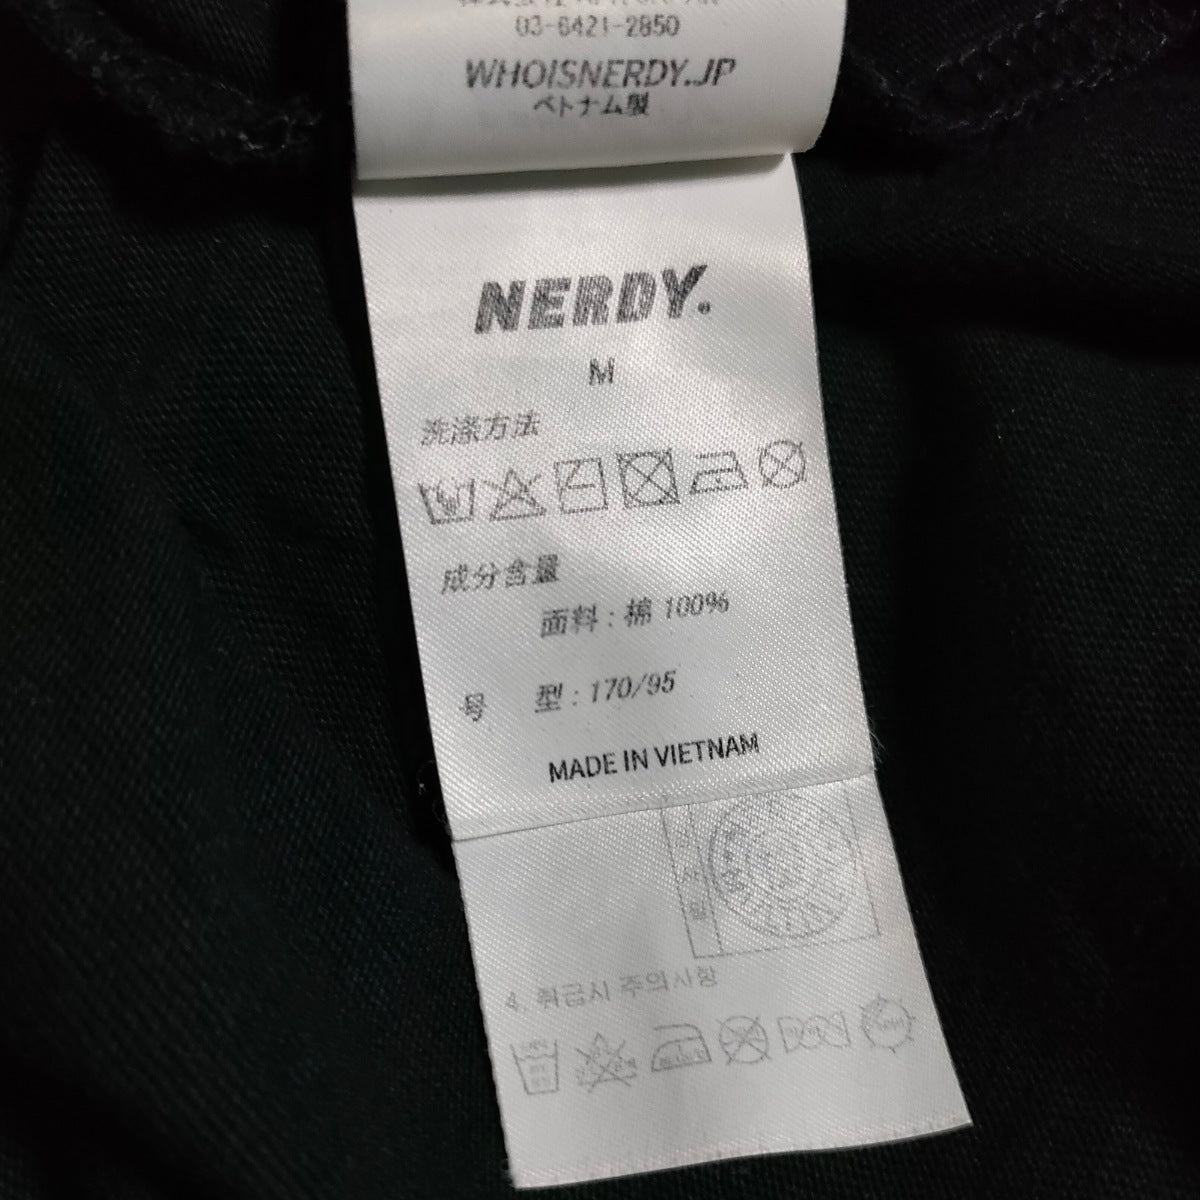 03-6421-2850
WHOISNERDY.JP
ベトナム製
NERDY.
M
洗涤方法
成分含量
面料 : 棉 100%
号 型 : 170/95
MADE IN VIETNAM
4. 취급시 주의사항